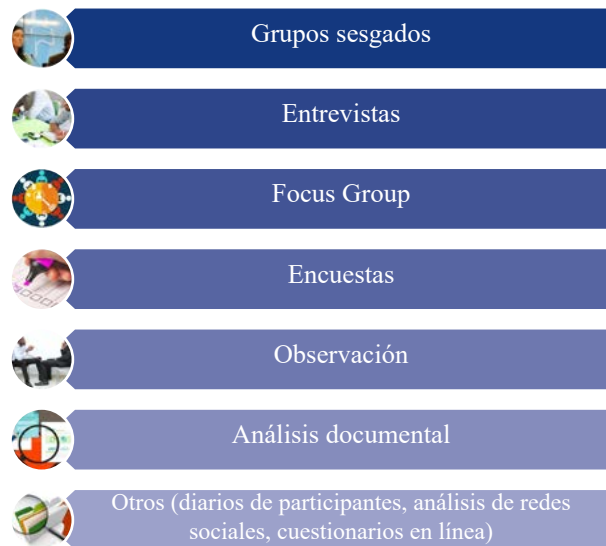 Grupos sesgados
Entrevistas
Focus Group
Encuestas
Observación
Análisis documental
Otros (diarios de participantes, análisis de redes
sociales, cuestionarios en línea)